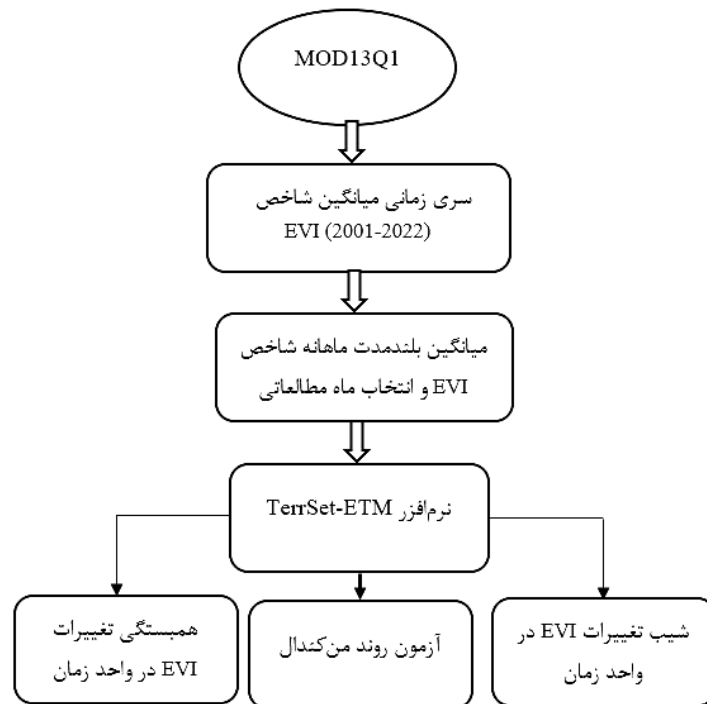 MOD13Q1
سری زمانی میانگین شاخص
EVI (2001-2022)
میانگین بلندمدت ماهانه شاخص
EVI و انتخاب ماه مطالعاتی
نرم‌افزر TerrSet-ETM
شیب تغییرات EVI در
واحد زمان
آزمون روند من‌کندال
همبستگی تغییرات
EVI در واحد زمان